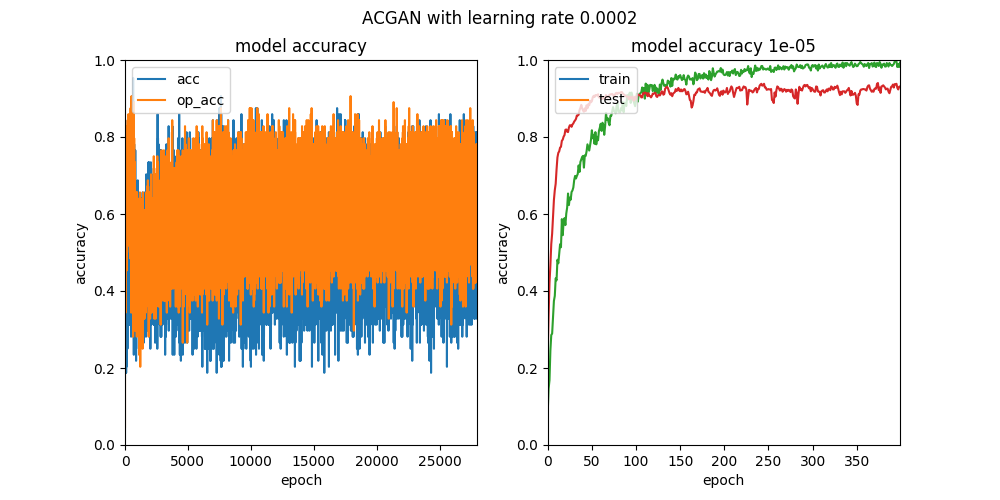 ACGAN with learning rate 0.0002
model accuracy
acc
op_acc
accuracy
1.0
0.8
0.6
0.4
0.2
0.0
0 5000 10000 15000 20000 25000
epoch
model accuracy 1e-05
train
test
accuracy
1.0
0.8
0.6
0.4
0.2
0.0
0 50 100 150 200 250 300 350
epoch